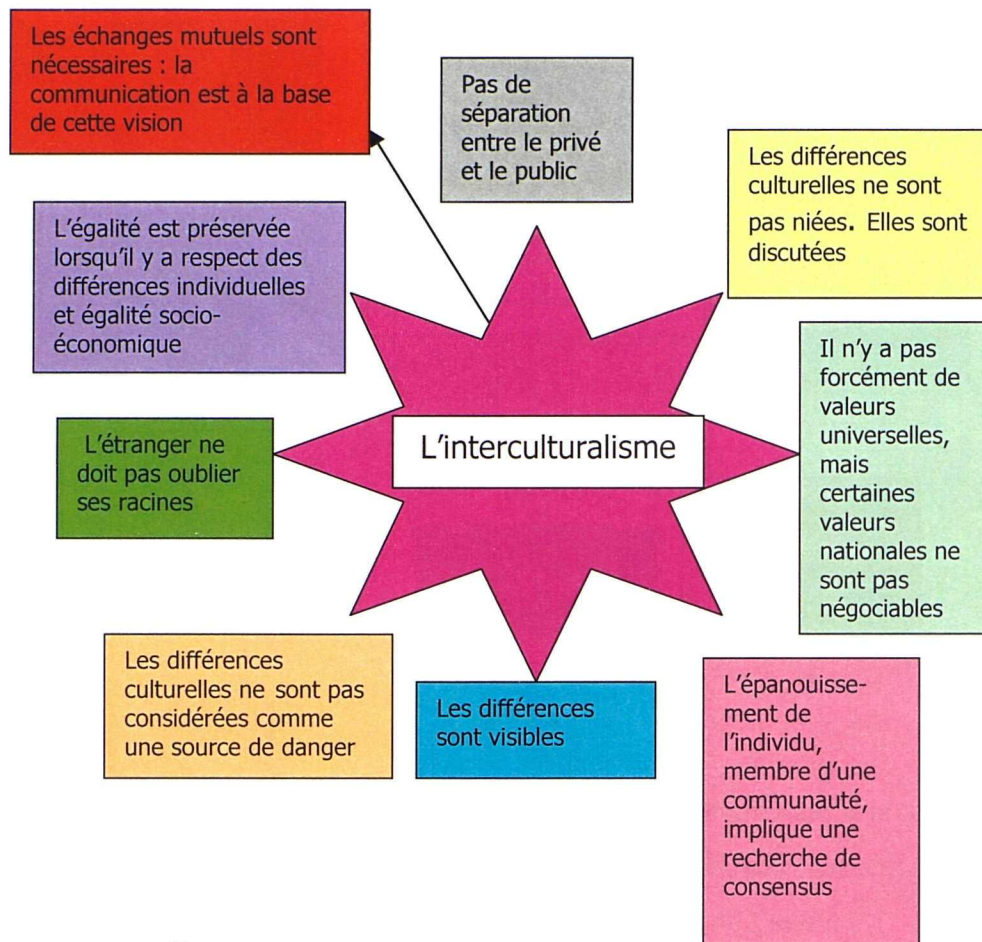 Les échanges mutuels sont
nécessaires : la
communication est à la base
de cette vision
Pas de
séparation
entre le privé
et le public
Les différences
culturelles ne sont
pas niées. Elles sont
discutées
L'égalité est préservée
lorsqu'il y a respect des
différences individuelles
et égalité socio-
économique
Il n'y a pas
forcément de
valeurs
universelles,
mais
certaines
valeurs
nationales ne
sont pas
négociables
L'interculturalisme
L'étranger ne
doit pas oublier
ses racines
Les différences
culturelles ne sont pas
considérées comme
une source de danger
Les différences
sont visibles
L'épanouisse-
ment de
l'individu,
membre d'une
communauté,
implique une
recherche de
consensus